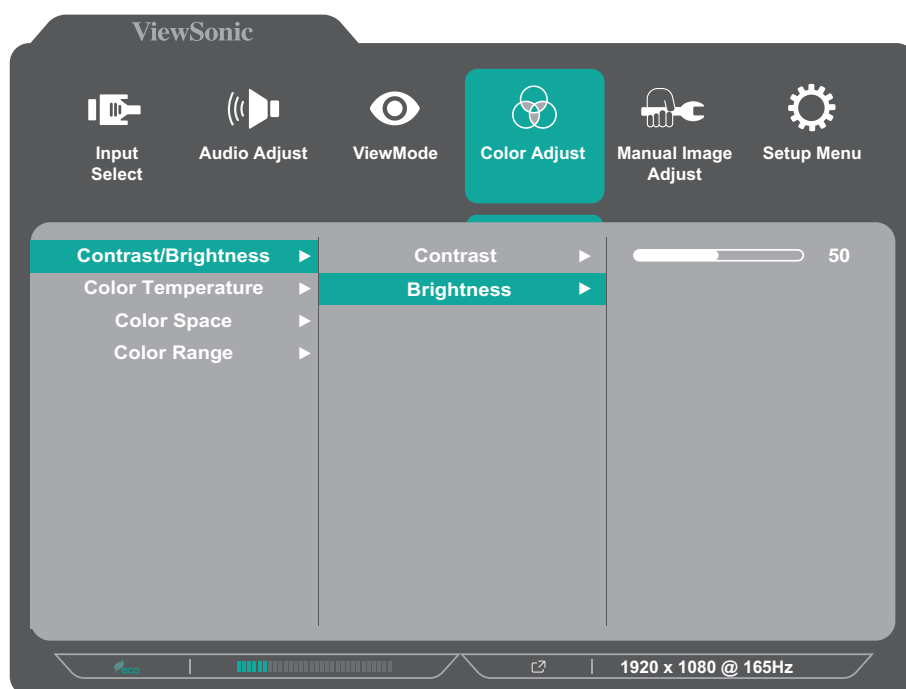 ViewSonic
Input Select
Audio Adjust
ViewMode
Color Adjust
Manual Image Adjust
Setup Menu
Contrast/Brightness
Contrast
50
Color Temperature
Brightness
Color Space
Color Range
eco
1920 x 1080 @ 165Hz